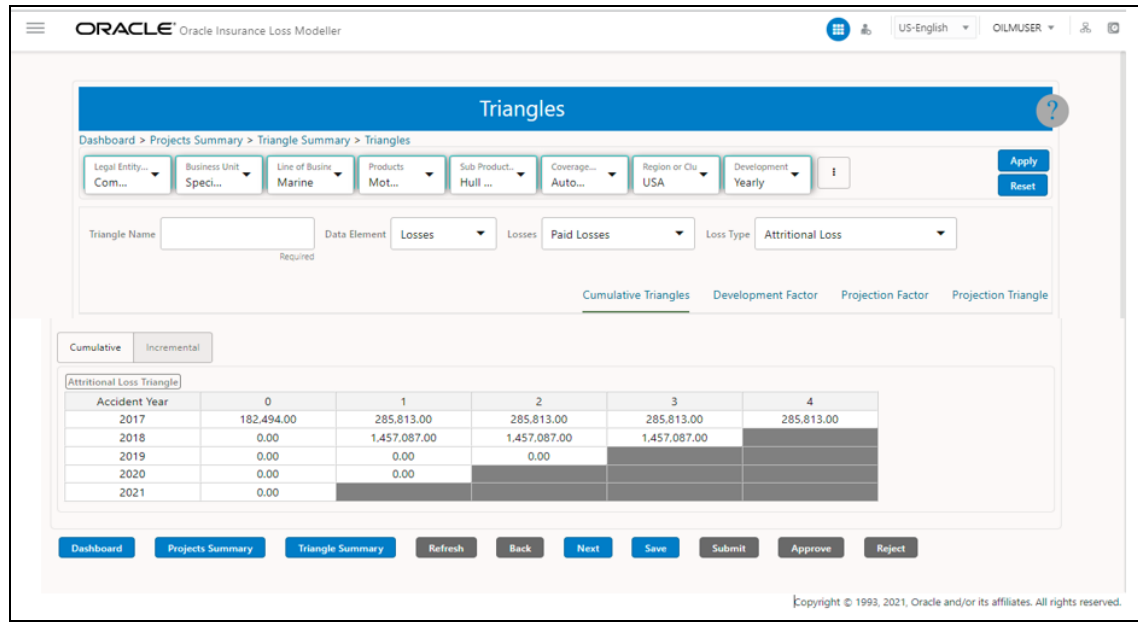 ORACLE® Oracle Insurance Loss Modeller US-English OILMUSER
Triangles ?
Dashboard > Projects Summary > Triangle Summary > Triangles
Legal Entity... Business Unit Line of Busine Products Sub Product... Coverage... Region or Clu Development Apply
Com... Speci... Marine Mot... Hull ... Auto... USA Yearly
Reset
Triangle Name Data Element Losses Losses Paid Losses Loss Type Attritional Loss
Required
Cumulative Triangles Development Factor Projection Factor Projection Triangle
Cumulative Incremental
Attritional Loss Triangle
Accident Year 0 1 2 3 4
2017 182,494.00 285,813.00 285,813.00 285,813.00 285,813.00
2018 0.00 1,457,087.00 1,457,087.00 1,457,087.00
2019 0.00 0.00 0.00
2020 0.00 0.00
2021 0.00
Dashboard Projects Summary Triangle Summary Refresh Back Next Save Submit Approve Reject
Copyright © 1993, 2021, Oracle and/or its affiliates. All rights reserved.